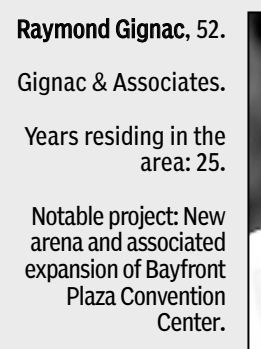 Raymond Gignac, 52.
Gignac & Associates.
Years residing in the
area: 25.
Notable project: New
arena and associated
expansion of Bayfront
Plaza Convention
Center.